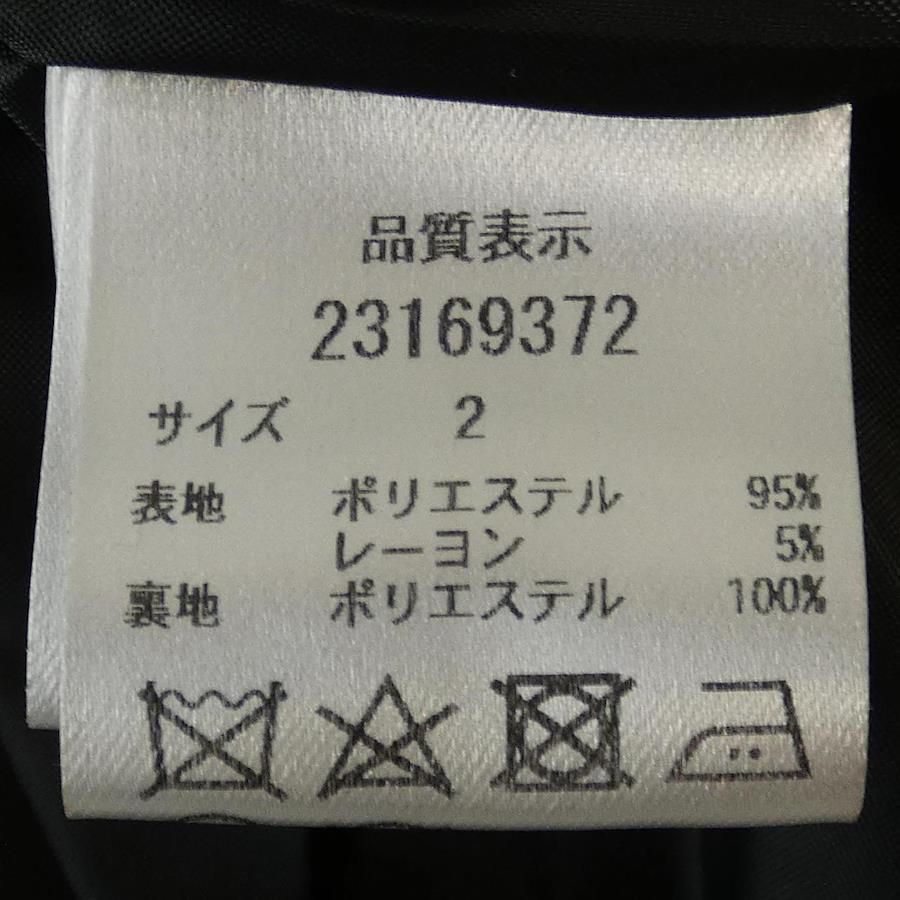 品質表示
23169372
サイズ 2
表地 ポリエステル 95%
レーヨン 5%
裏地 ポリエステル 100%